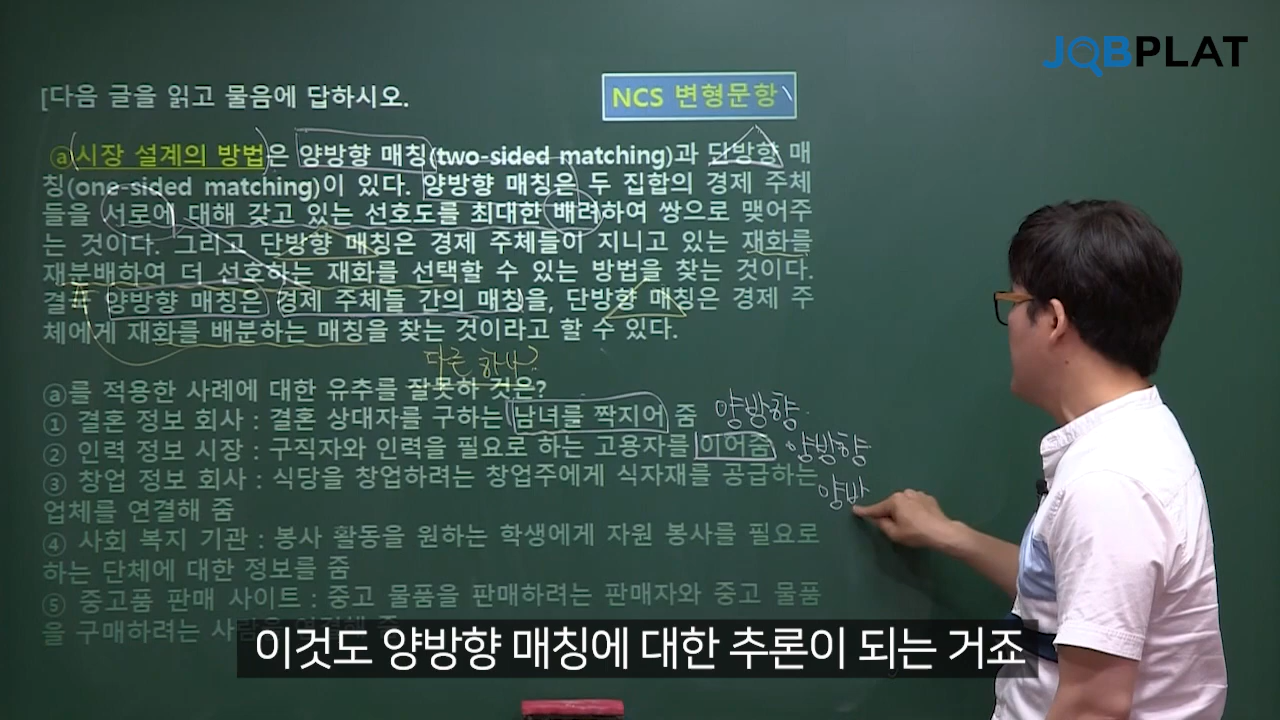 JOBPLAT
[다음 글을 읽고 물음에 답하시오.
NCS 변형문항
ⓐ시장 설계의 방법은 양방향 매칭(two-sided matching)과 단방향 매
칭(one-sided matching)이 있다. 양방향 매칭은 두 집합의 경제 주체
들을 서로에 대해 갖고 있는 선호도를 최대한 배려하여 쌍으로 맺어주
는 것이다. 그리고 단방향 매칭은 경제 주체들이 지니고 있는 재화를
재분배하여 더 선호하는 재화를 선택할 수 있는 방법을 찾는 것이다.
결국 양방향 매칭은 경제 주체들 간의 매칭을, 단방향 매칭은 경제 주
체에게 재화를 배분하는 매칭을 찾는 것이라고 할 수 있다.
다른 하나?
ⓐ를 적용한 사례에 대한 유추를 잘못하 것은?
① 결혼 정보 회사 : 결혼 상대자를 구하는 남녀를 짝지어 줌 양방향
② 인력 정보 시장 : 구직자와 인력을 필요로 하는 고용자를 이어줌 양방향
③ 창업 정보 회사 : 식당을 창업하려는 창업주에게 식자재를 공급하는 양방
업체를 연결해 줌
④ 사회 복지 기관 : 봉사 활동을 원하는 학생에게 자원 봉사를 필요로
하는 단체에 대한 정보를 줌
⑤ 중고품 판매 사이트 : 중고 물품을 판매하려는 판매자와 중고 물품
을 구매하려는 사람을 연결해 줌
이것도 양방향 매칭에 대한 추론이 되는 거죠